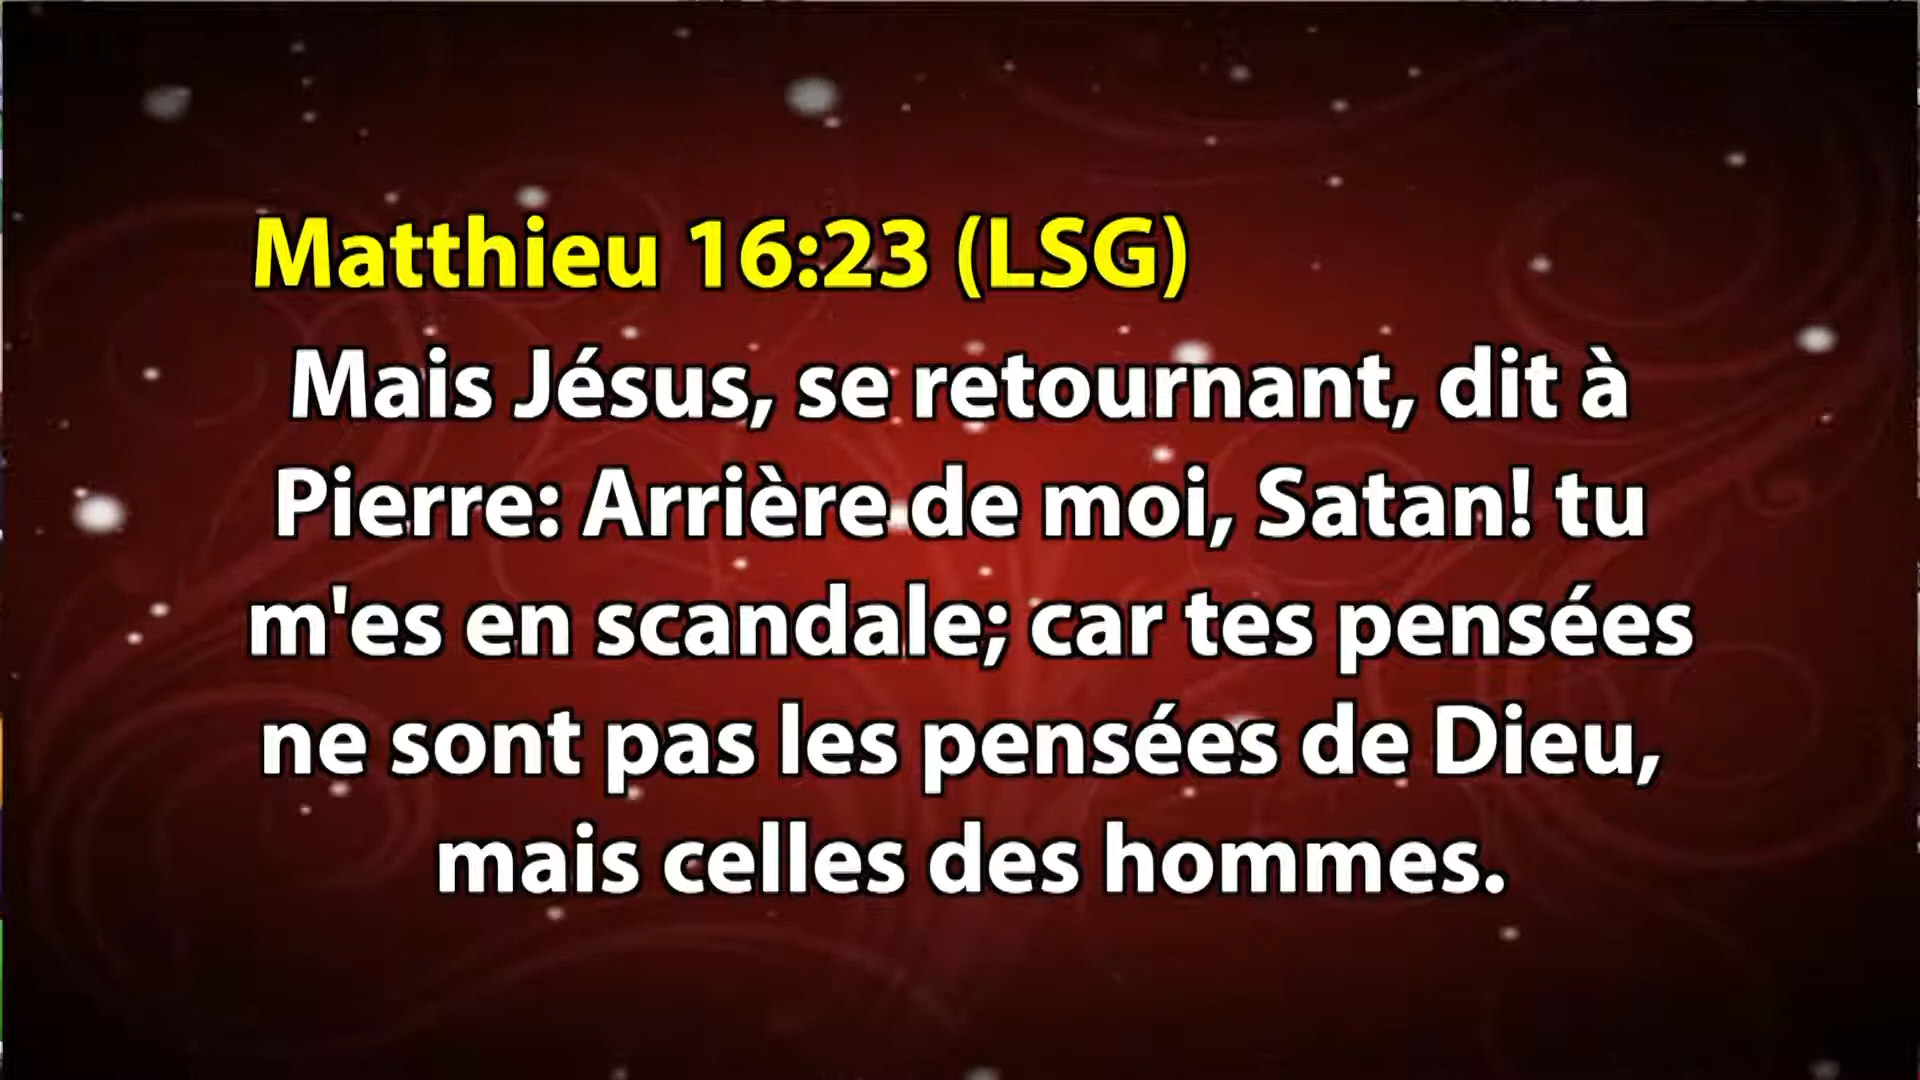 Matthieu 16:23 (LSG)
Mais Jésus, se retournant, dit à
Pierre: Arrière de moi, Satan! tu
m'es en scandale; car tes pensées
ne sont pas les pensées de Dieu,
mais celles des hommes.